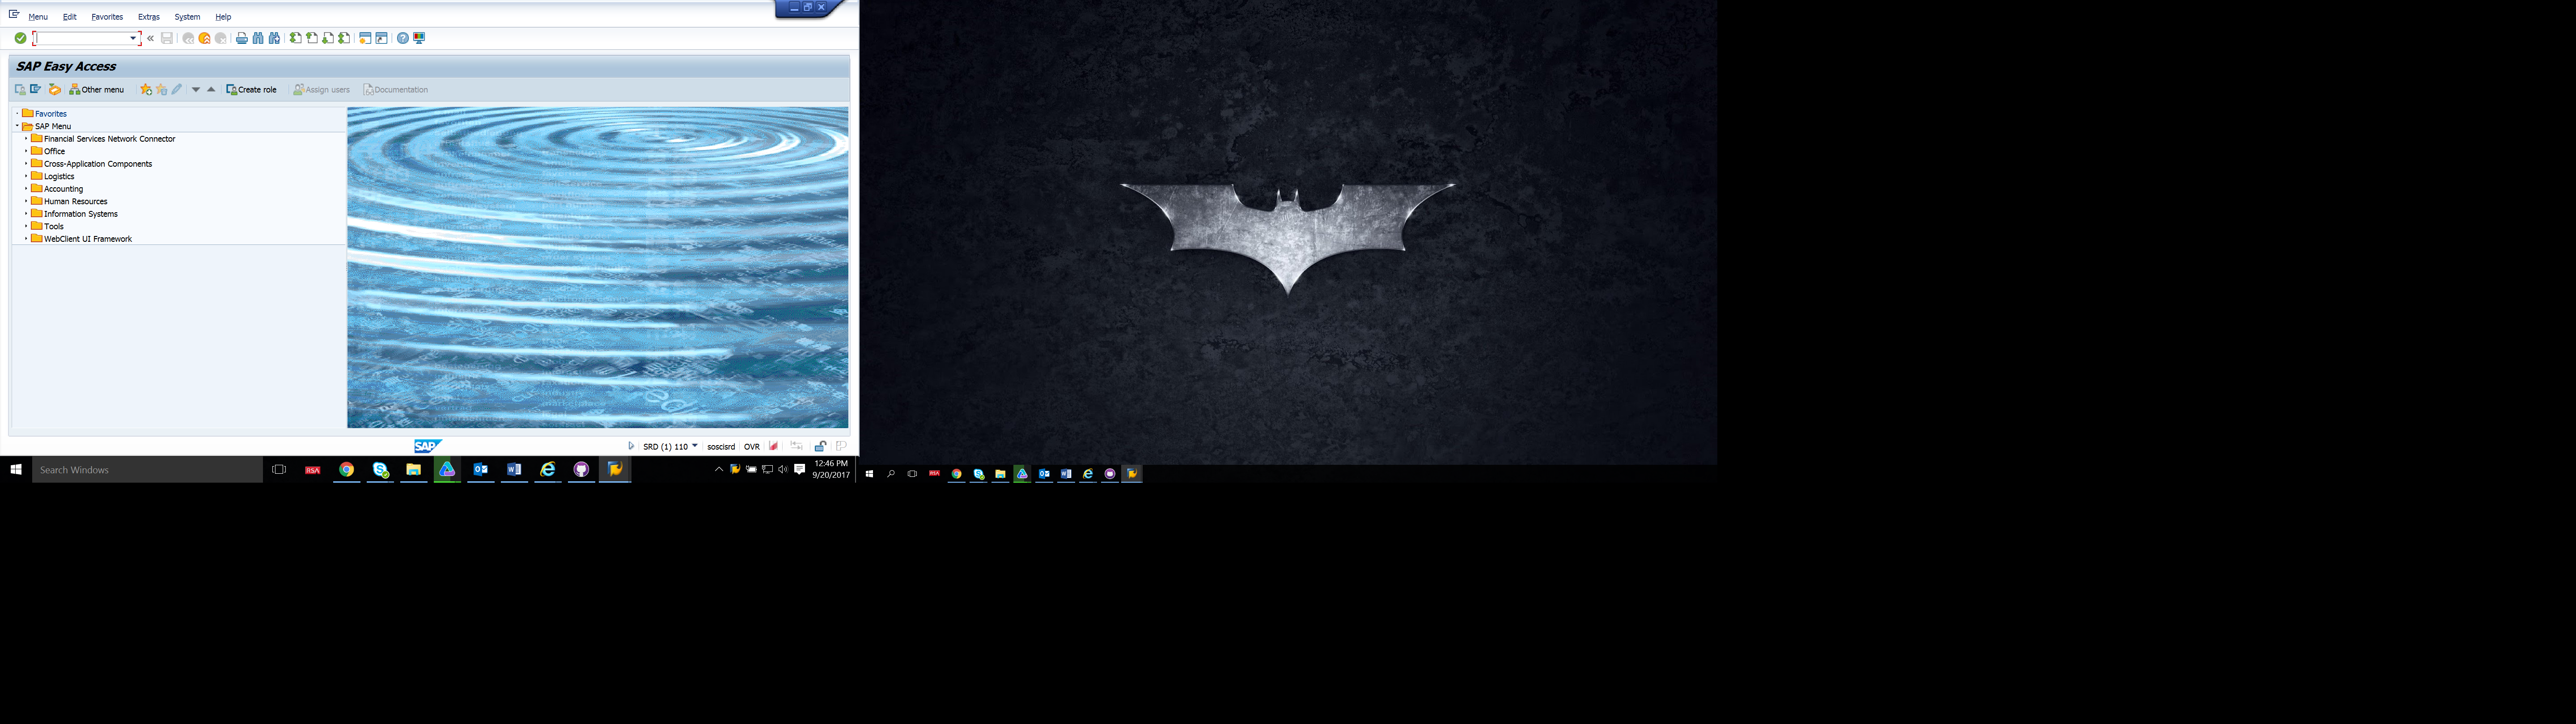 Menu Edit Favorites Extras System Help
SAP Easy Access
Other menu Create role Assign users Documentation
Favorites
SAP Menu
Financial Services Network Connector
Office
Cross-Application Components
Logistics
Accounting
Human Resources
Information Systems
Tools
WebClient UI Framework
SAP SRD (1) 110 soscisrd OVR
Search Windows RSA 12:46 PM
9/20/2017
RSA